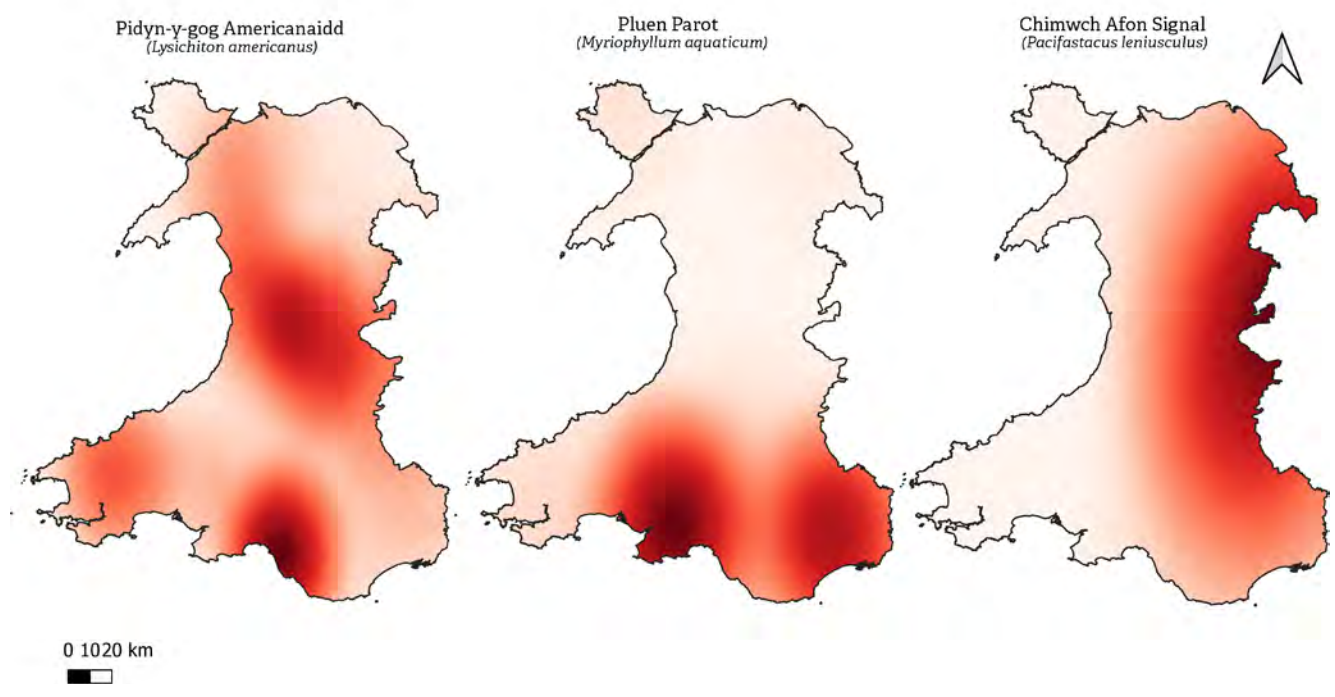 Pidyn-y-gog Americanaidd
(Lysichiton americanus)
Pluen Parot
(Myriophyllum aquaticum)
Chimwch Afon Signal
(Pacifastacus leniusculus)
0 1020 km